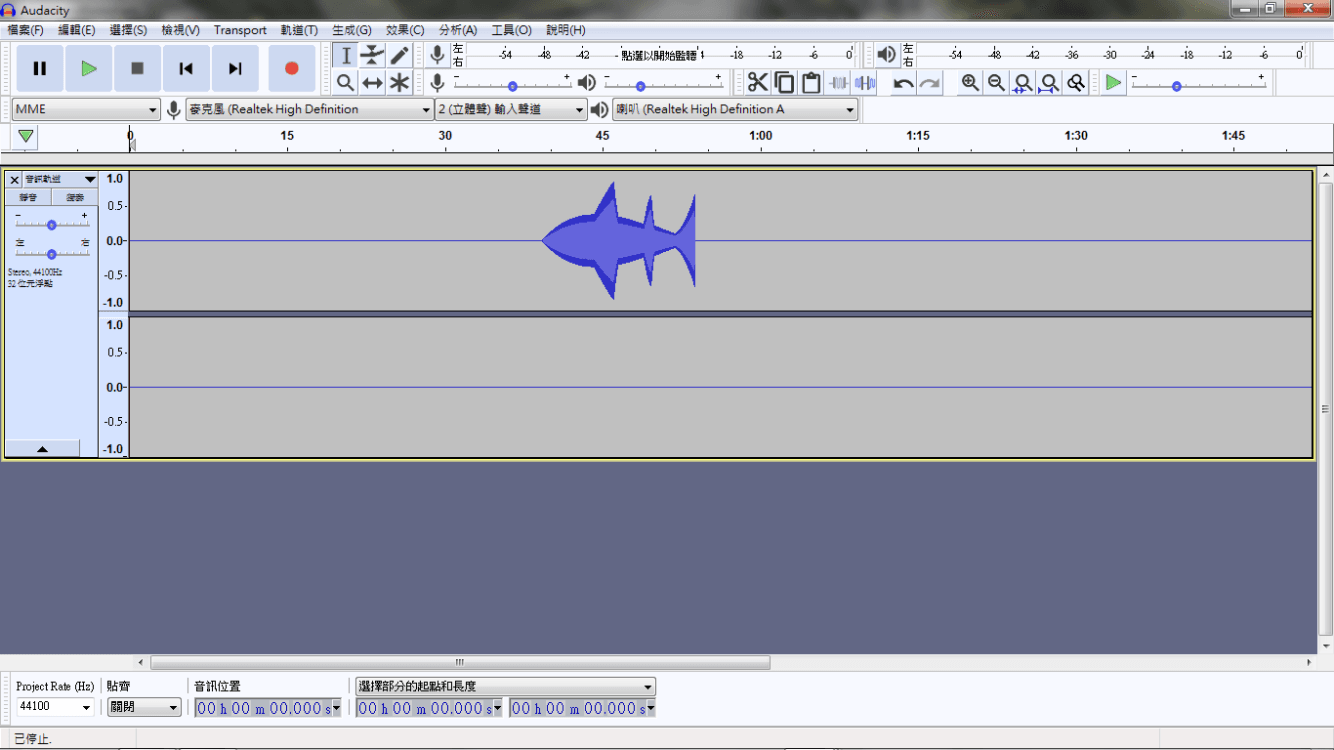 Audacity
檔案(F) 編輯(E) 選擇(S) 檢視(V) Transport 軌道(T) 生成(G) 效果(C) 分析(A) 工具(O) 說明(H)
左 -54 -48 -42 - 點選以開始監聽 -18 -12 -6 0 左 -54 -48 -42 -36 -30 -24 -18 -12 -6 0
右 右
- + - + - +
MME 麥克風 (Realtek High Definition 2 (立體聲) 輸入聲道 喇叭 (Realtek High Definition A
0 15 30 45 1:00 1:15 1:30 1:45
音訊軌道 1.0
靜音 獨奏
- + 0.5
左 右 0.0
Stereo, 44100Hz -0.5
32 位元浮點
-1.0
1.0
0.5
0.0
-0.5
-1.0
Project Rate (Hz) 貼齊 音訊位置 選擇部分的起點和長度
44100 關閉 00 h 00 m 00.000 s 00 h 00 m 00.000 s 00 h 00 m 00.000 s
已停止.